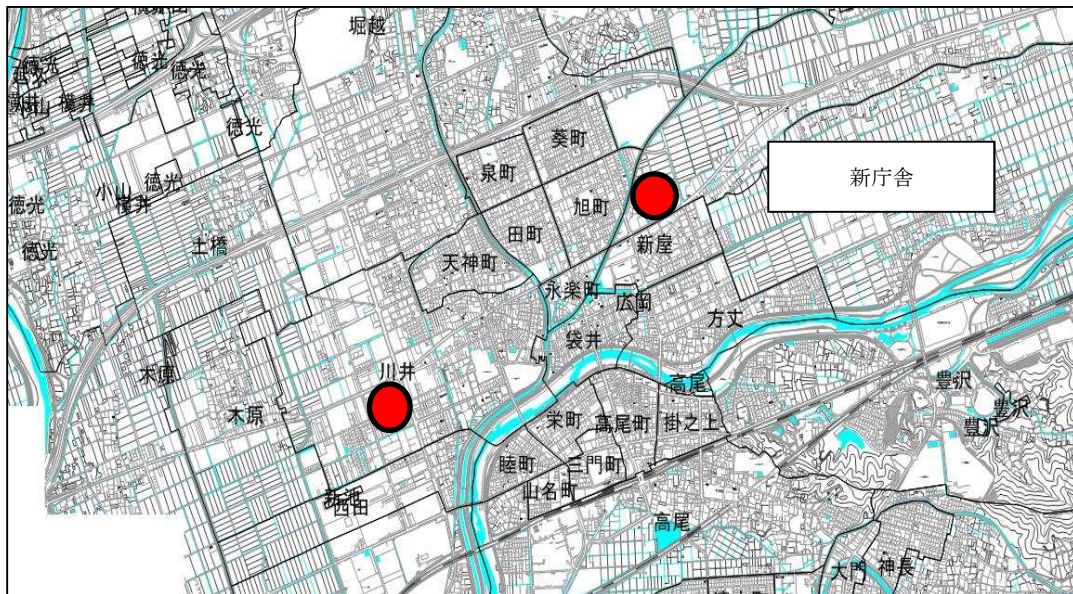 堀越
徳光
徳光
徳光
横井
徳光
葵町
泉町
新庁舎
徳光
小山
横井
徳光
旭町
田町
新屋
土橋
徳光
天神町
永楽町
広岡
方丈
袋井
川井
木原
高尾
豊沢
木原
栄町
高尾町
掛之上
豊沢
豊沢
睦町
三門町
山名町
新池
西田
高尾
大門
神長